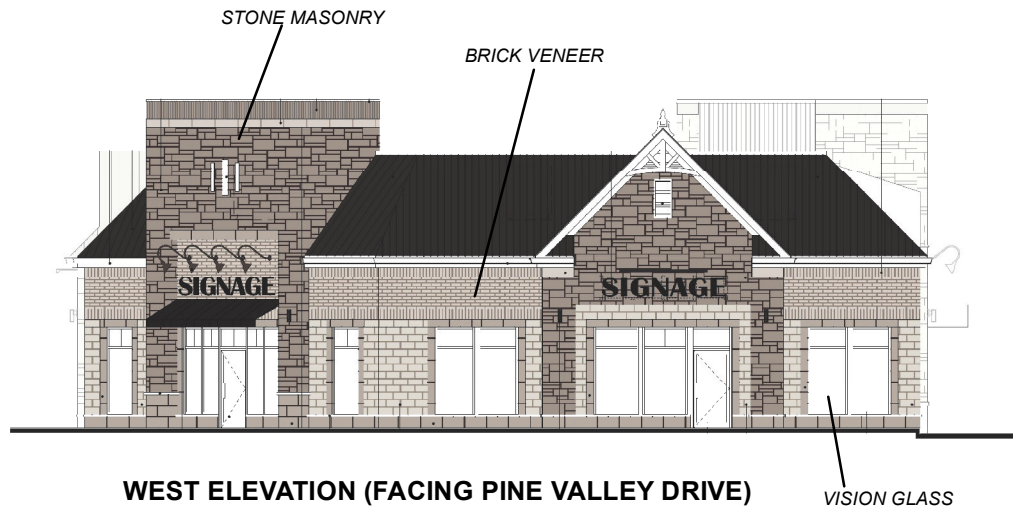 STONE MASONRY
BRICK VENEER
SIGNAGE
SIGNAGE
WEST ELEVATION (FACING PINE VALLEY DRIVE)
VISION GLASS